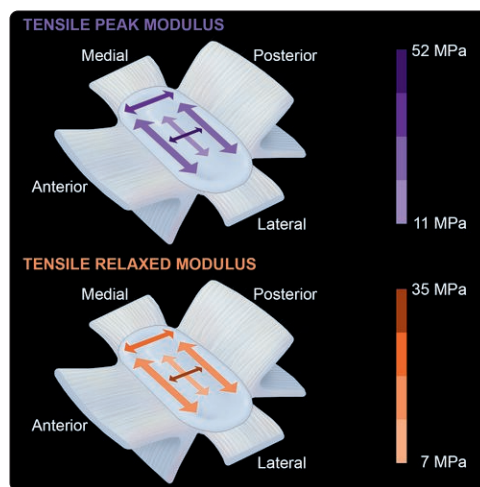 TENSILE PEAK MODULUS
Medial
Posterior
52 MPa
Anterior
Lateral
11 MPa
TENSILE RELAXED MODULUS
Medial
Posterior
35 MPa
Anterior
Lateral
7 MPa